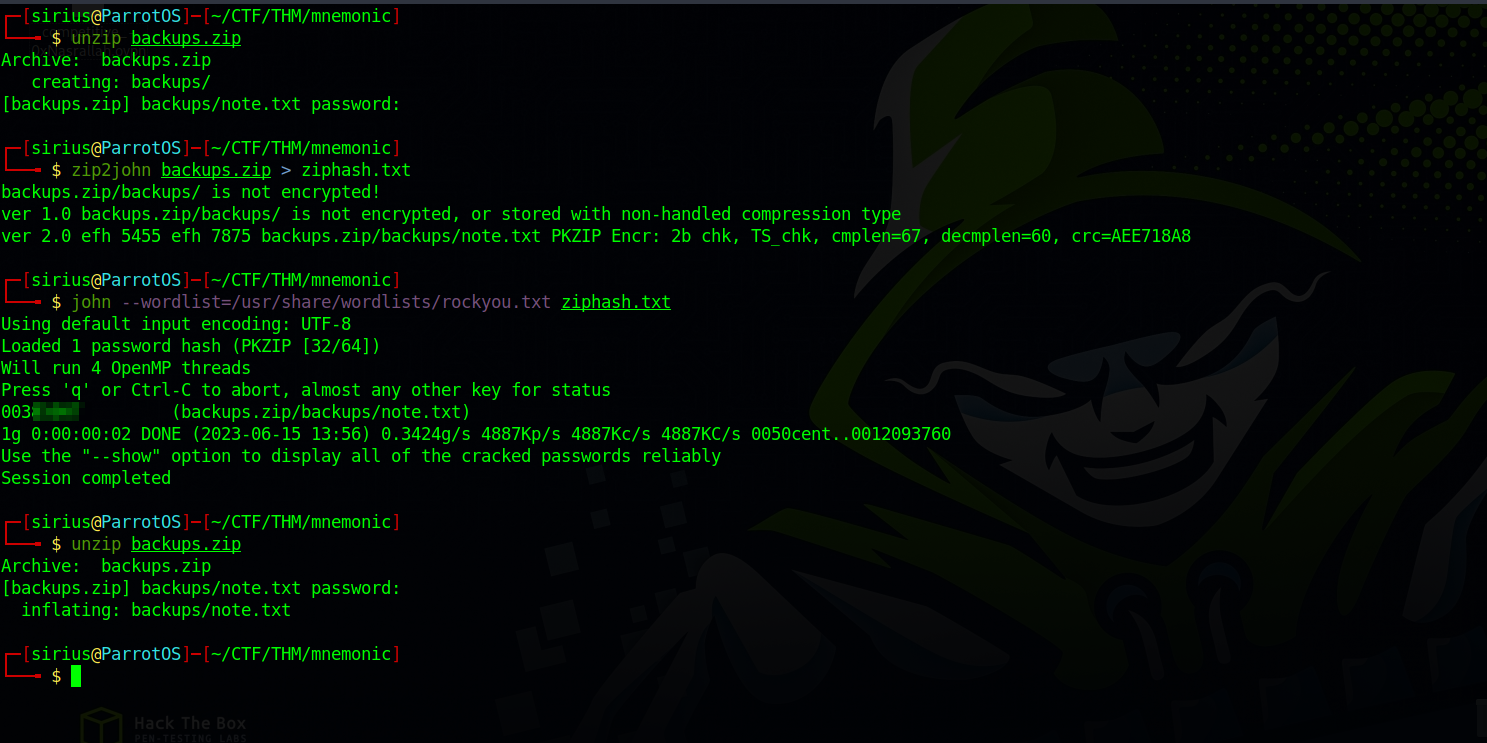 ┌─[sirius@ParrotOS]─[~/CTF/THM/mnemonic]
└──╼ $ unzip backups.zip
Archive:  backups.zip
   creating: backups/
[backups.zip] backups/note.txt password:
┌─[sirius@ParrotOS]─[~/CTF/THM/mnemonic]
└──╼ $ zip2john backups.zip > ziphash.txt
backups.zip/backups/ is not encrypted!
ver 1.0 backups.zip/backups/ is not encrypted, or stored with non-handled compression type
ver 2.0 efh 5455 efh 7875 backups.zip/backups/note.txt PKZIP Encr: 2b chk, TS_chk, cmplen=67, decmplen=60, crc=AEE718A8
┌─[sirius@ParrotOS]─[~/CTF/THM/mnemonic]
└──╼ $ john --wordlist=/usr/share/wordlists/rockyou.txt ziphash.txt
Using default input encoding: UTF-8
Loaded 1 password hash (PKZIP [32/64])
Will run 4 OpenMP threads
Press 'q' or Ctrl-C to abort, almost any other key for status
(backups.zip/backups/note.txt)
1g 0:00:00:02 DONE (2023-06-15 13:56) 0.3424g/s 4887Kp/s 4887Kc/s 4887KC/s 0050cent..0012093760
Use the "--show" option to display all of the cracked passwords reliably
Session completed
┌─[sirius@ParrotOS]─[~/CTF/THM/mnemonic]
└──╼ $ unzip backups.zip
Archive:  backups.zip
[backups.zip] backups/note.txt password:
  inflating: backups/note.txt
┌─[sirius@ParrotOS]─[~/CTF/THM/mnemonic]
└──╼ $
Hack The Box
PEN-TESTING LABS